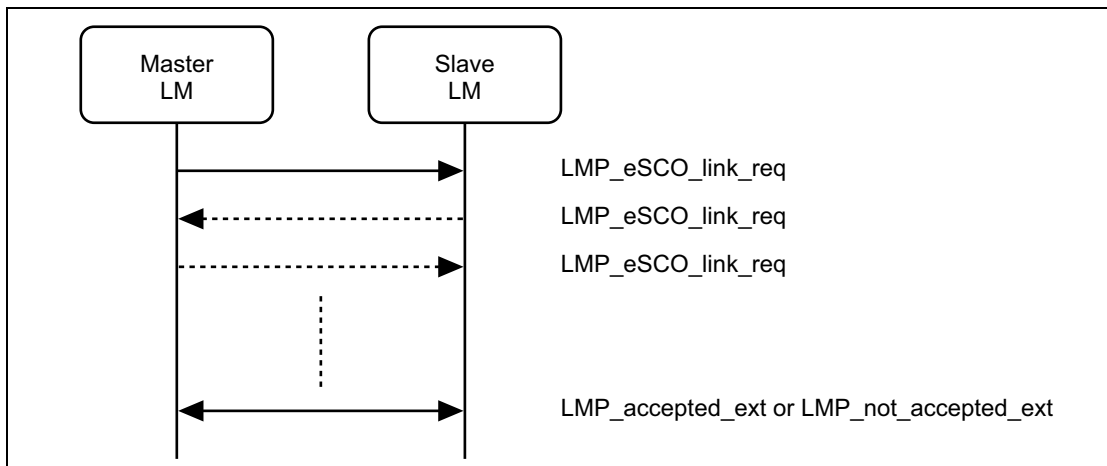 Master
LM
Slave
LM
LMP_eSCO_link_req
LMP_eSCO_link_req
LMP_eSCO_link_req
LMP_accepted_ext or LMP_not_accepted_ext